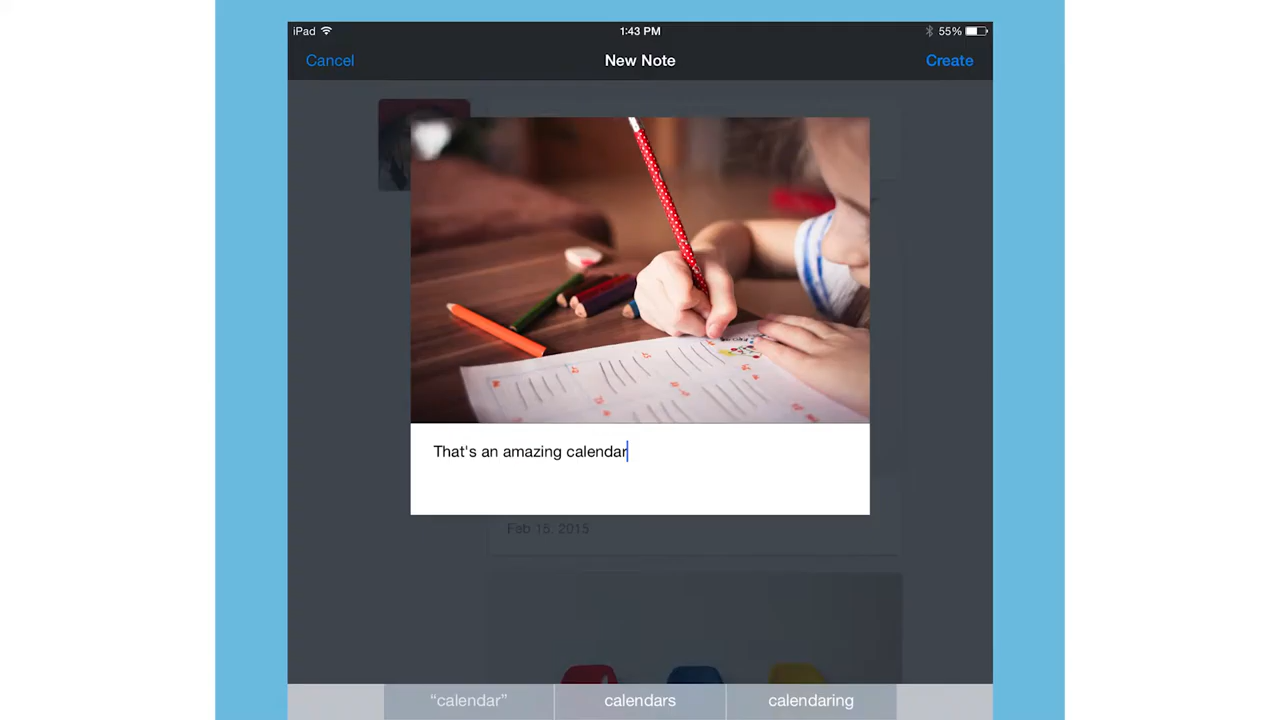 iPad 1:43 PM 55%
Cancel New Note Create
That's an amazing calendar
Feb 15, 2015
“calendar” calendars calendaring